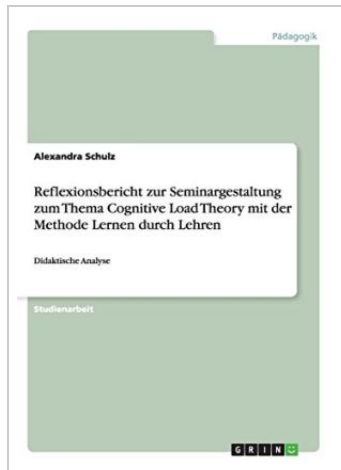 Pädagogik
Alexandra Schulz
Reflexionsbericht zur Seminargestaltung
zum Thema Cognitive Load Theory mit der
Methode Lernen durch Lehren
Didaktische Analyse
Studienarbeit
GRIN